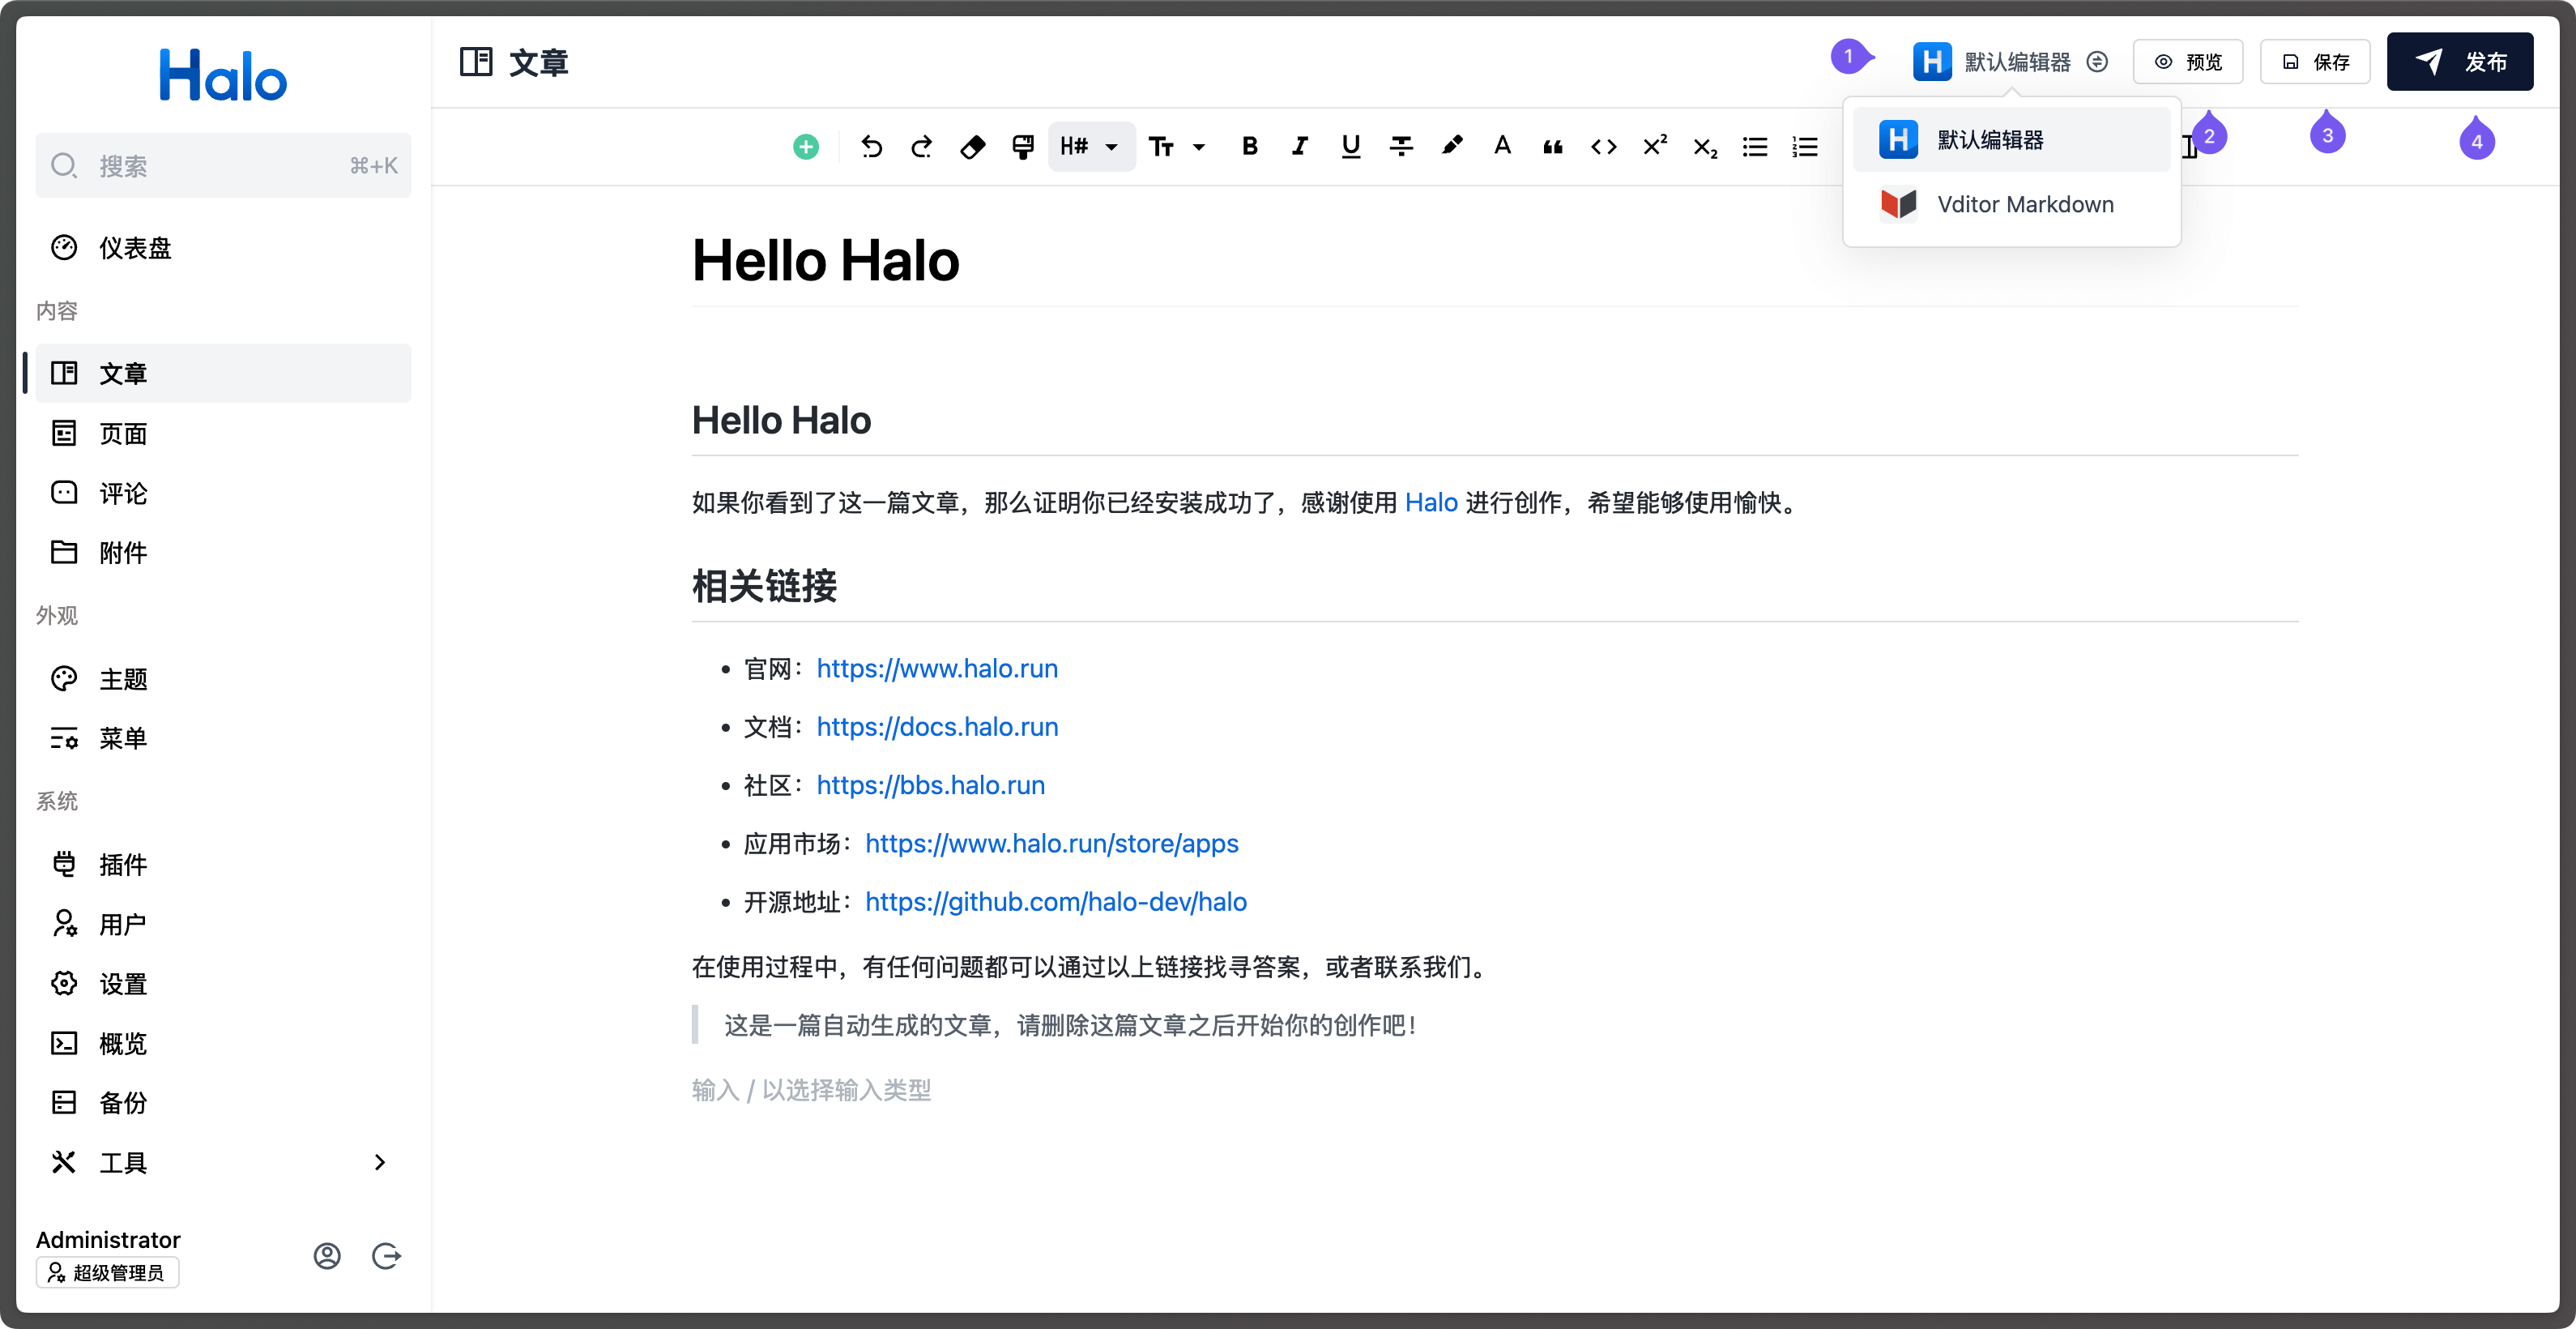 Halo
搜索 ⌘+K
仪表盘
内容
文章
页面
评论
附件
外观
主题
菜单
系统
插件
用户
设置
概览
备份
工具
Administrator
超级管理员
文章
1 默认编辑器 预览 保存 发布
H# Tt B I U A x² x₂
默认编辑器
Vditor Markdown
2 3 4
Hello Halo
Hello Halo
如果你看到了这一篇文章，那么证明你已经安装成功了，感谢使用 Halo 进行创作，希望能够使用愉快。
相关链接
• 官网：https://www.halo.run
• 文档：https://docs.halo.run
• 社区：https://bbs.halo.run
• 应用市场：https://www.halo.run/store/apps
• 开源地址：https://github.com/halo-dev/halo
在使用过程中，有任何问题都可以通过以上链接找寻答案，或者联系我们。
这是一篇自动生成的文章，请删除这篇文章之后开始你的创作吧！
输入 / 以选择输入类型